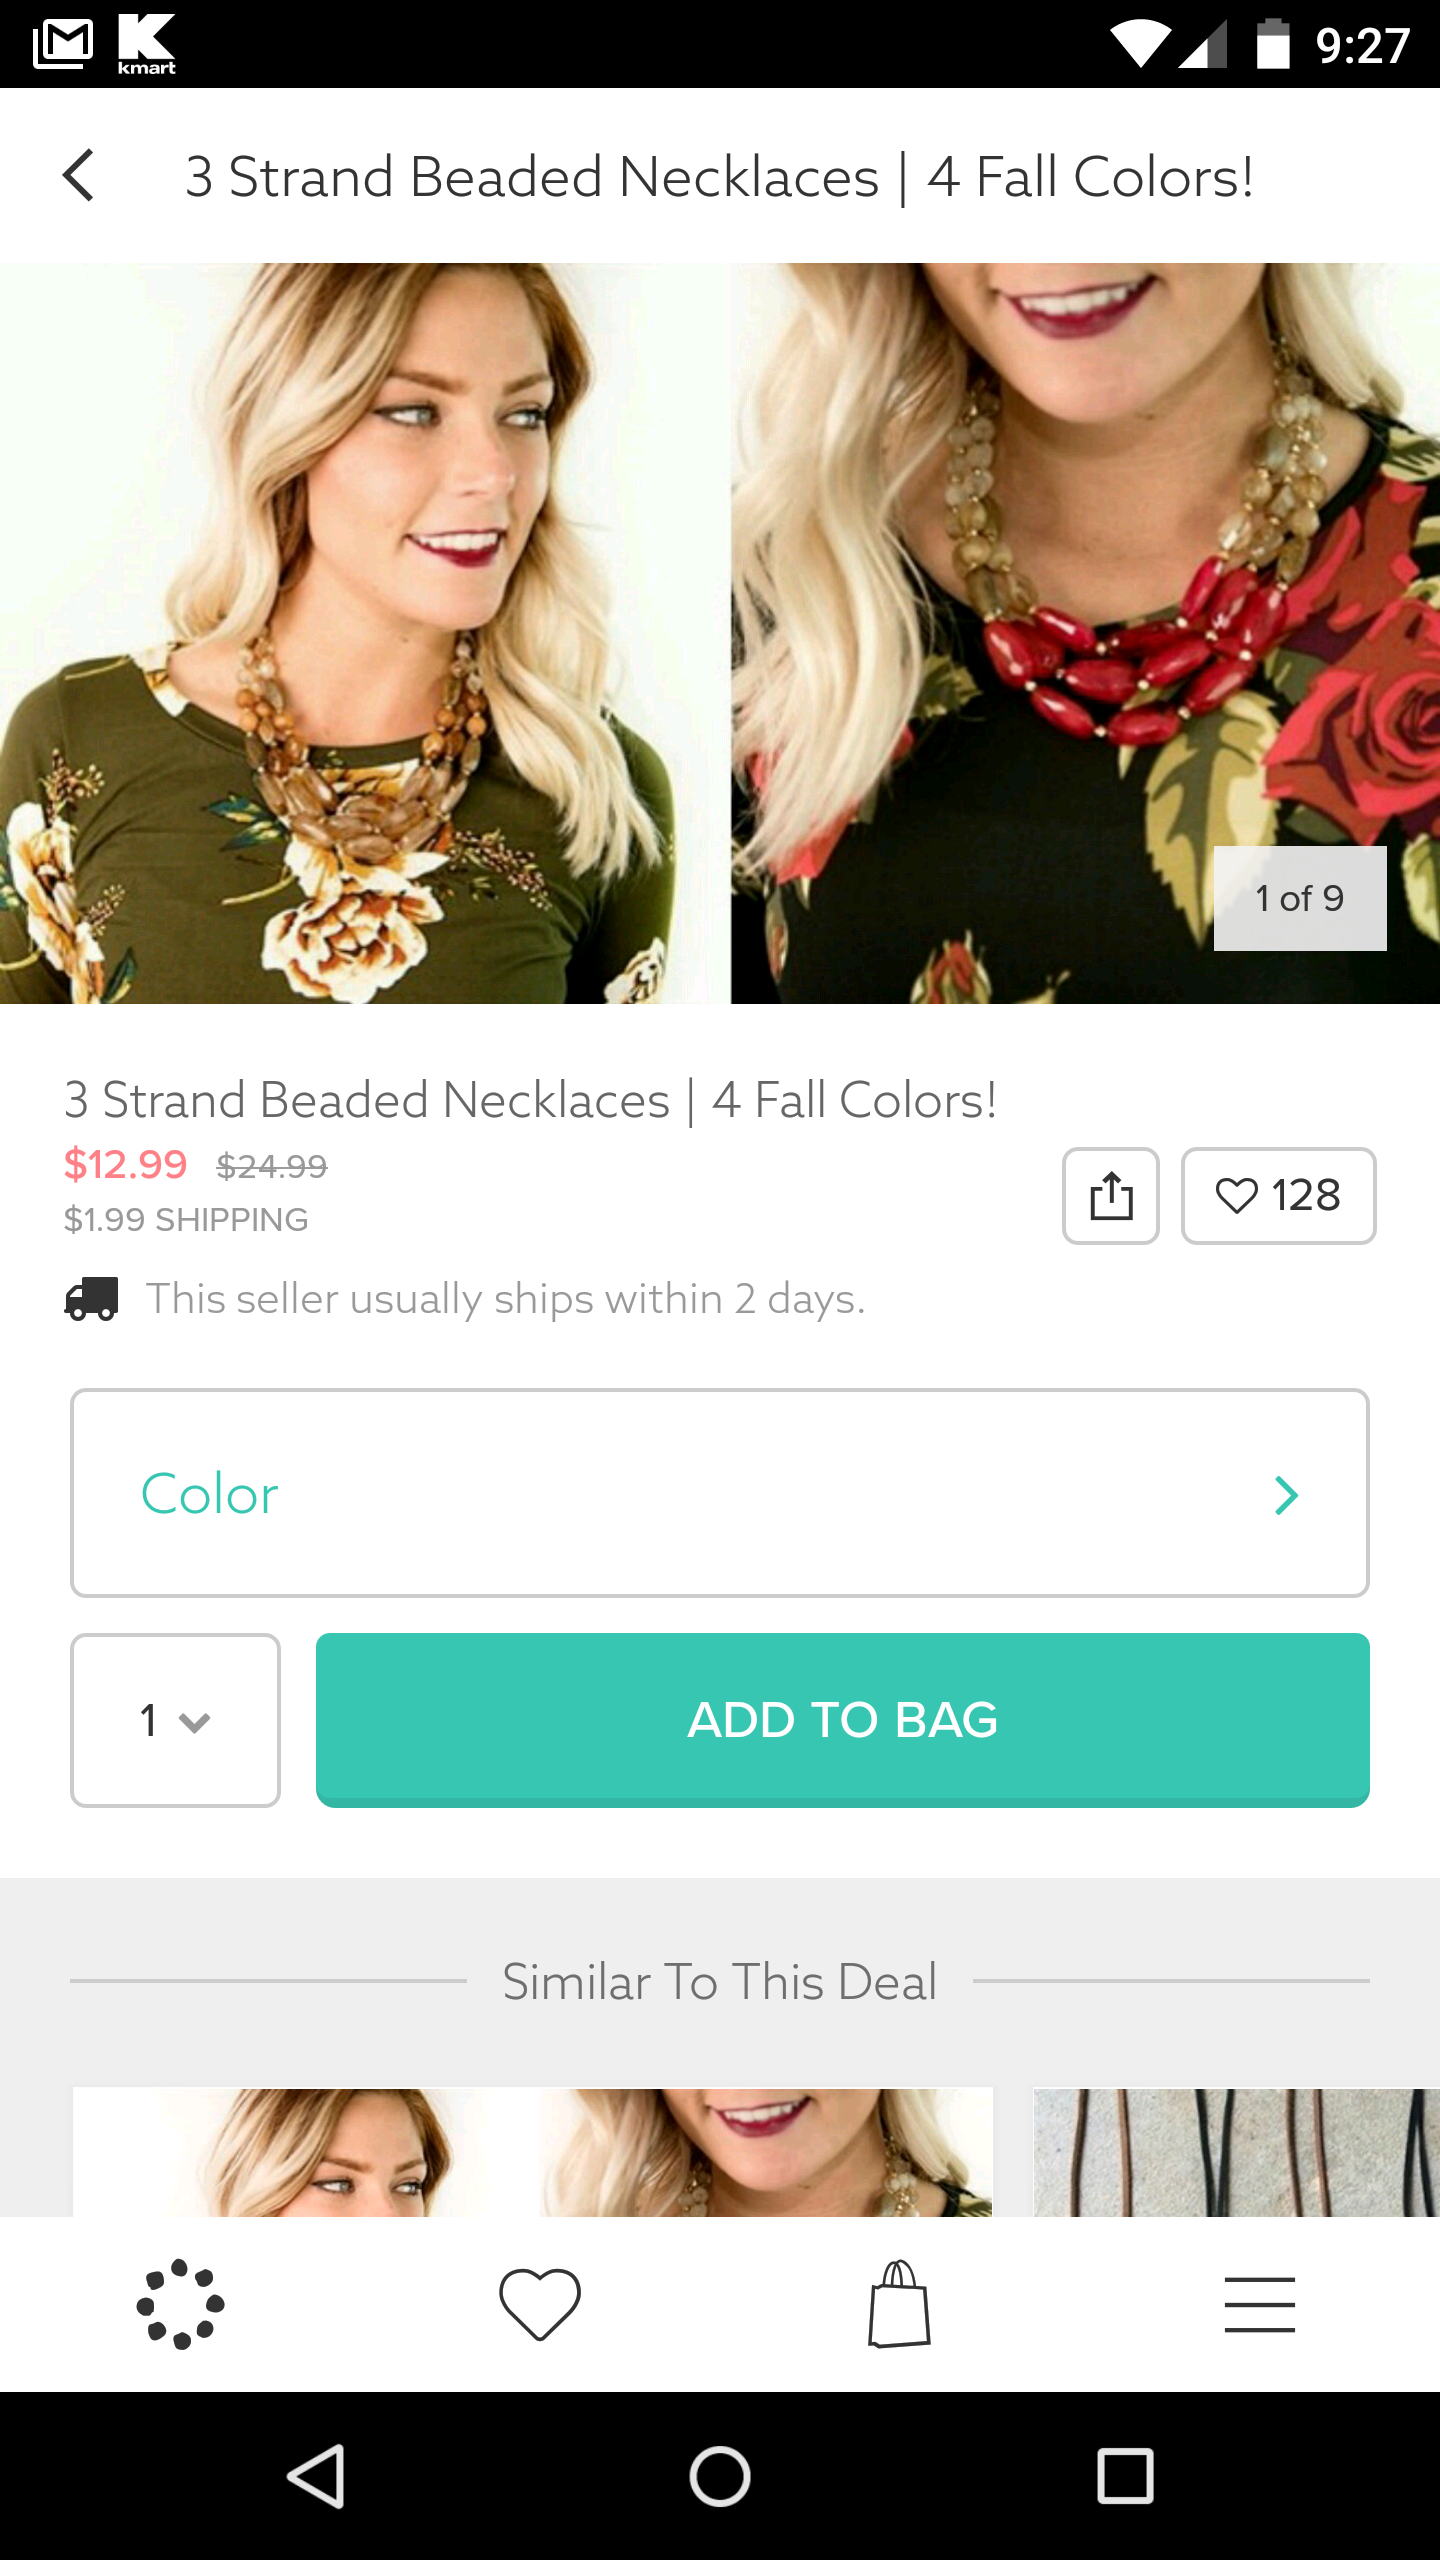 kmart
9:27
3 Strand Beaded Necklaces | 4 Fall Colors!
1 of 9
3 Strand Beaded Necklaces | 4 Fall Colors!
$12.99 $24.99
$1.99 SHIPPING
128
This seller usually ships within 2 days.
Color
1
ADD TO BAG
Similar To This Deal